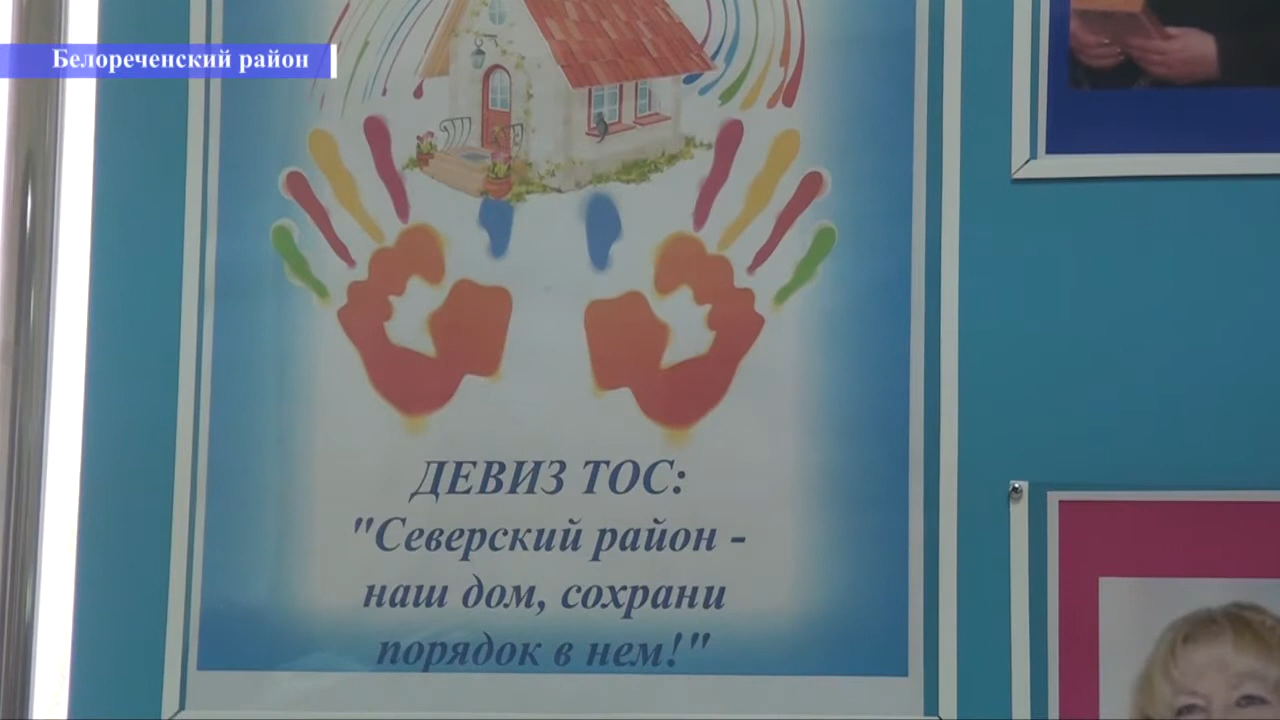 Белореченский район
ДЕВИЗ ТОС:
"Северский район -
наш дом, сохрани
порядок в нем!"